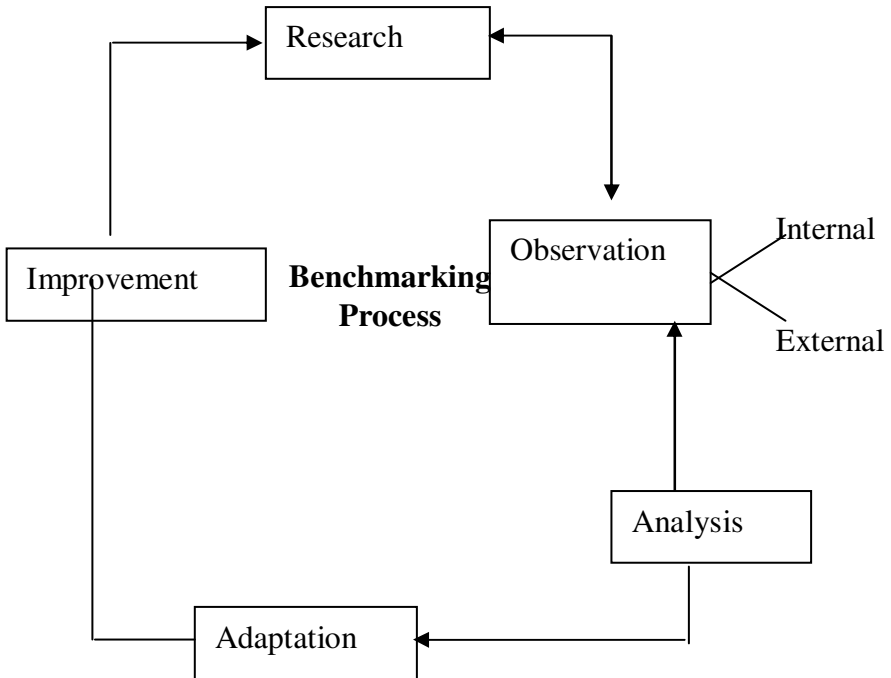 Research
Observation
Internal
External
Improvement
Benchmarking
Process
Analysis
Adaptation